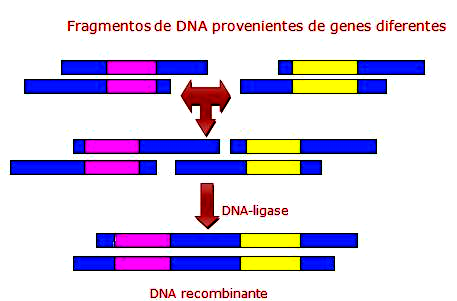 Fragmentos de DNA provenientes de genes diferentes
DNA-ligase
DNA recombinante